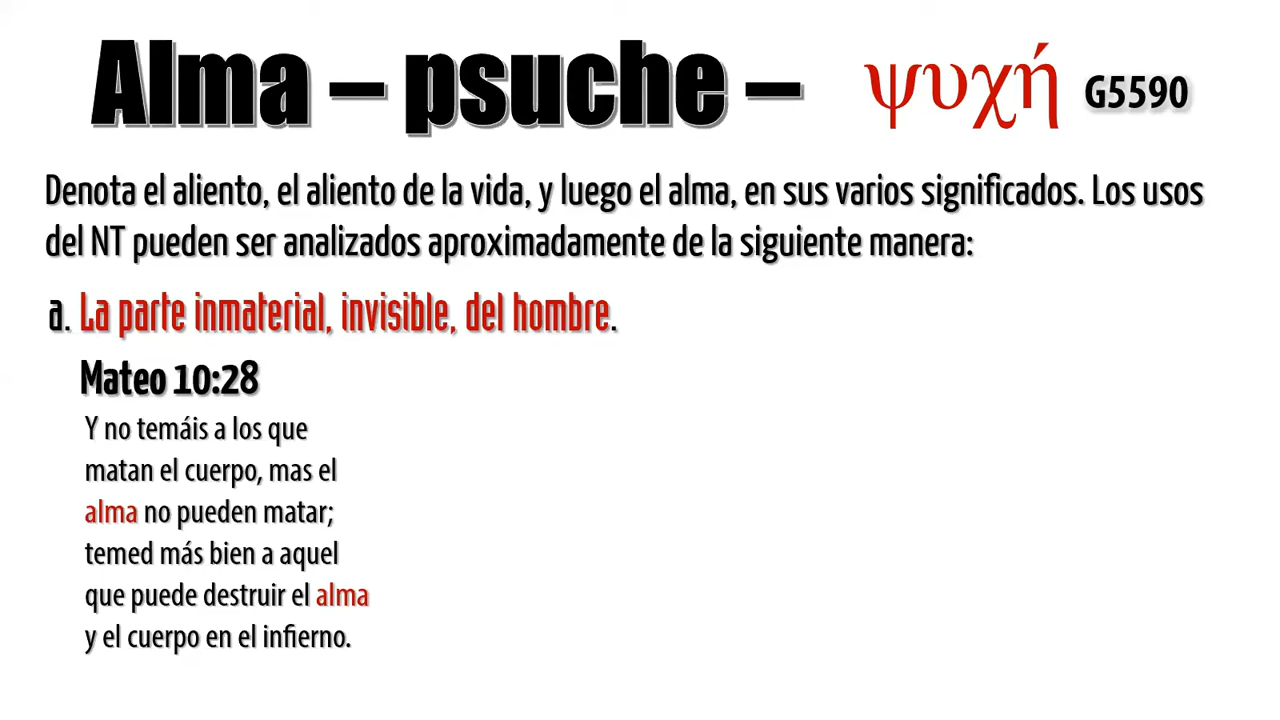 Alma – psuche – ψυχή G5590
Denota el aliento, el aliento de la vida, y luego el alma, en sus varios significados. Los usos
del NT pueden ser analizados aproximadamente de la siguiente manera:
a. La parte inmaterial, invisible, del hombre.
Mateo 10:28
Y no temáis a los que
matan el cuerpo, mas el
alma no pueden matar;
temed más bien a aquel
que puede destruir el alma
y el cuerpo en el infierno.